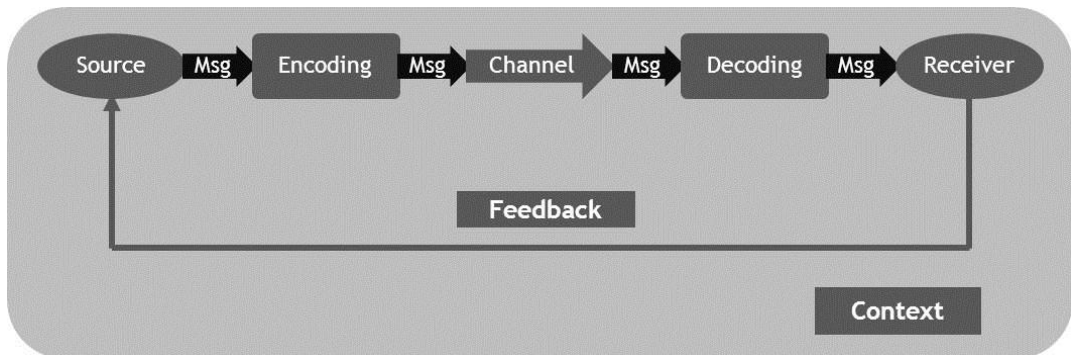 Source Msg Encoding Msg Channel Msg Decoding Msg Receiver
Feedback
Context